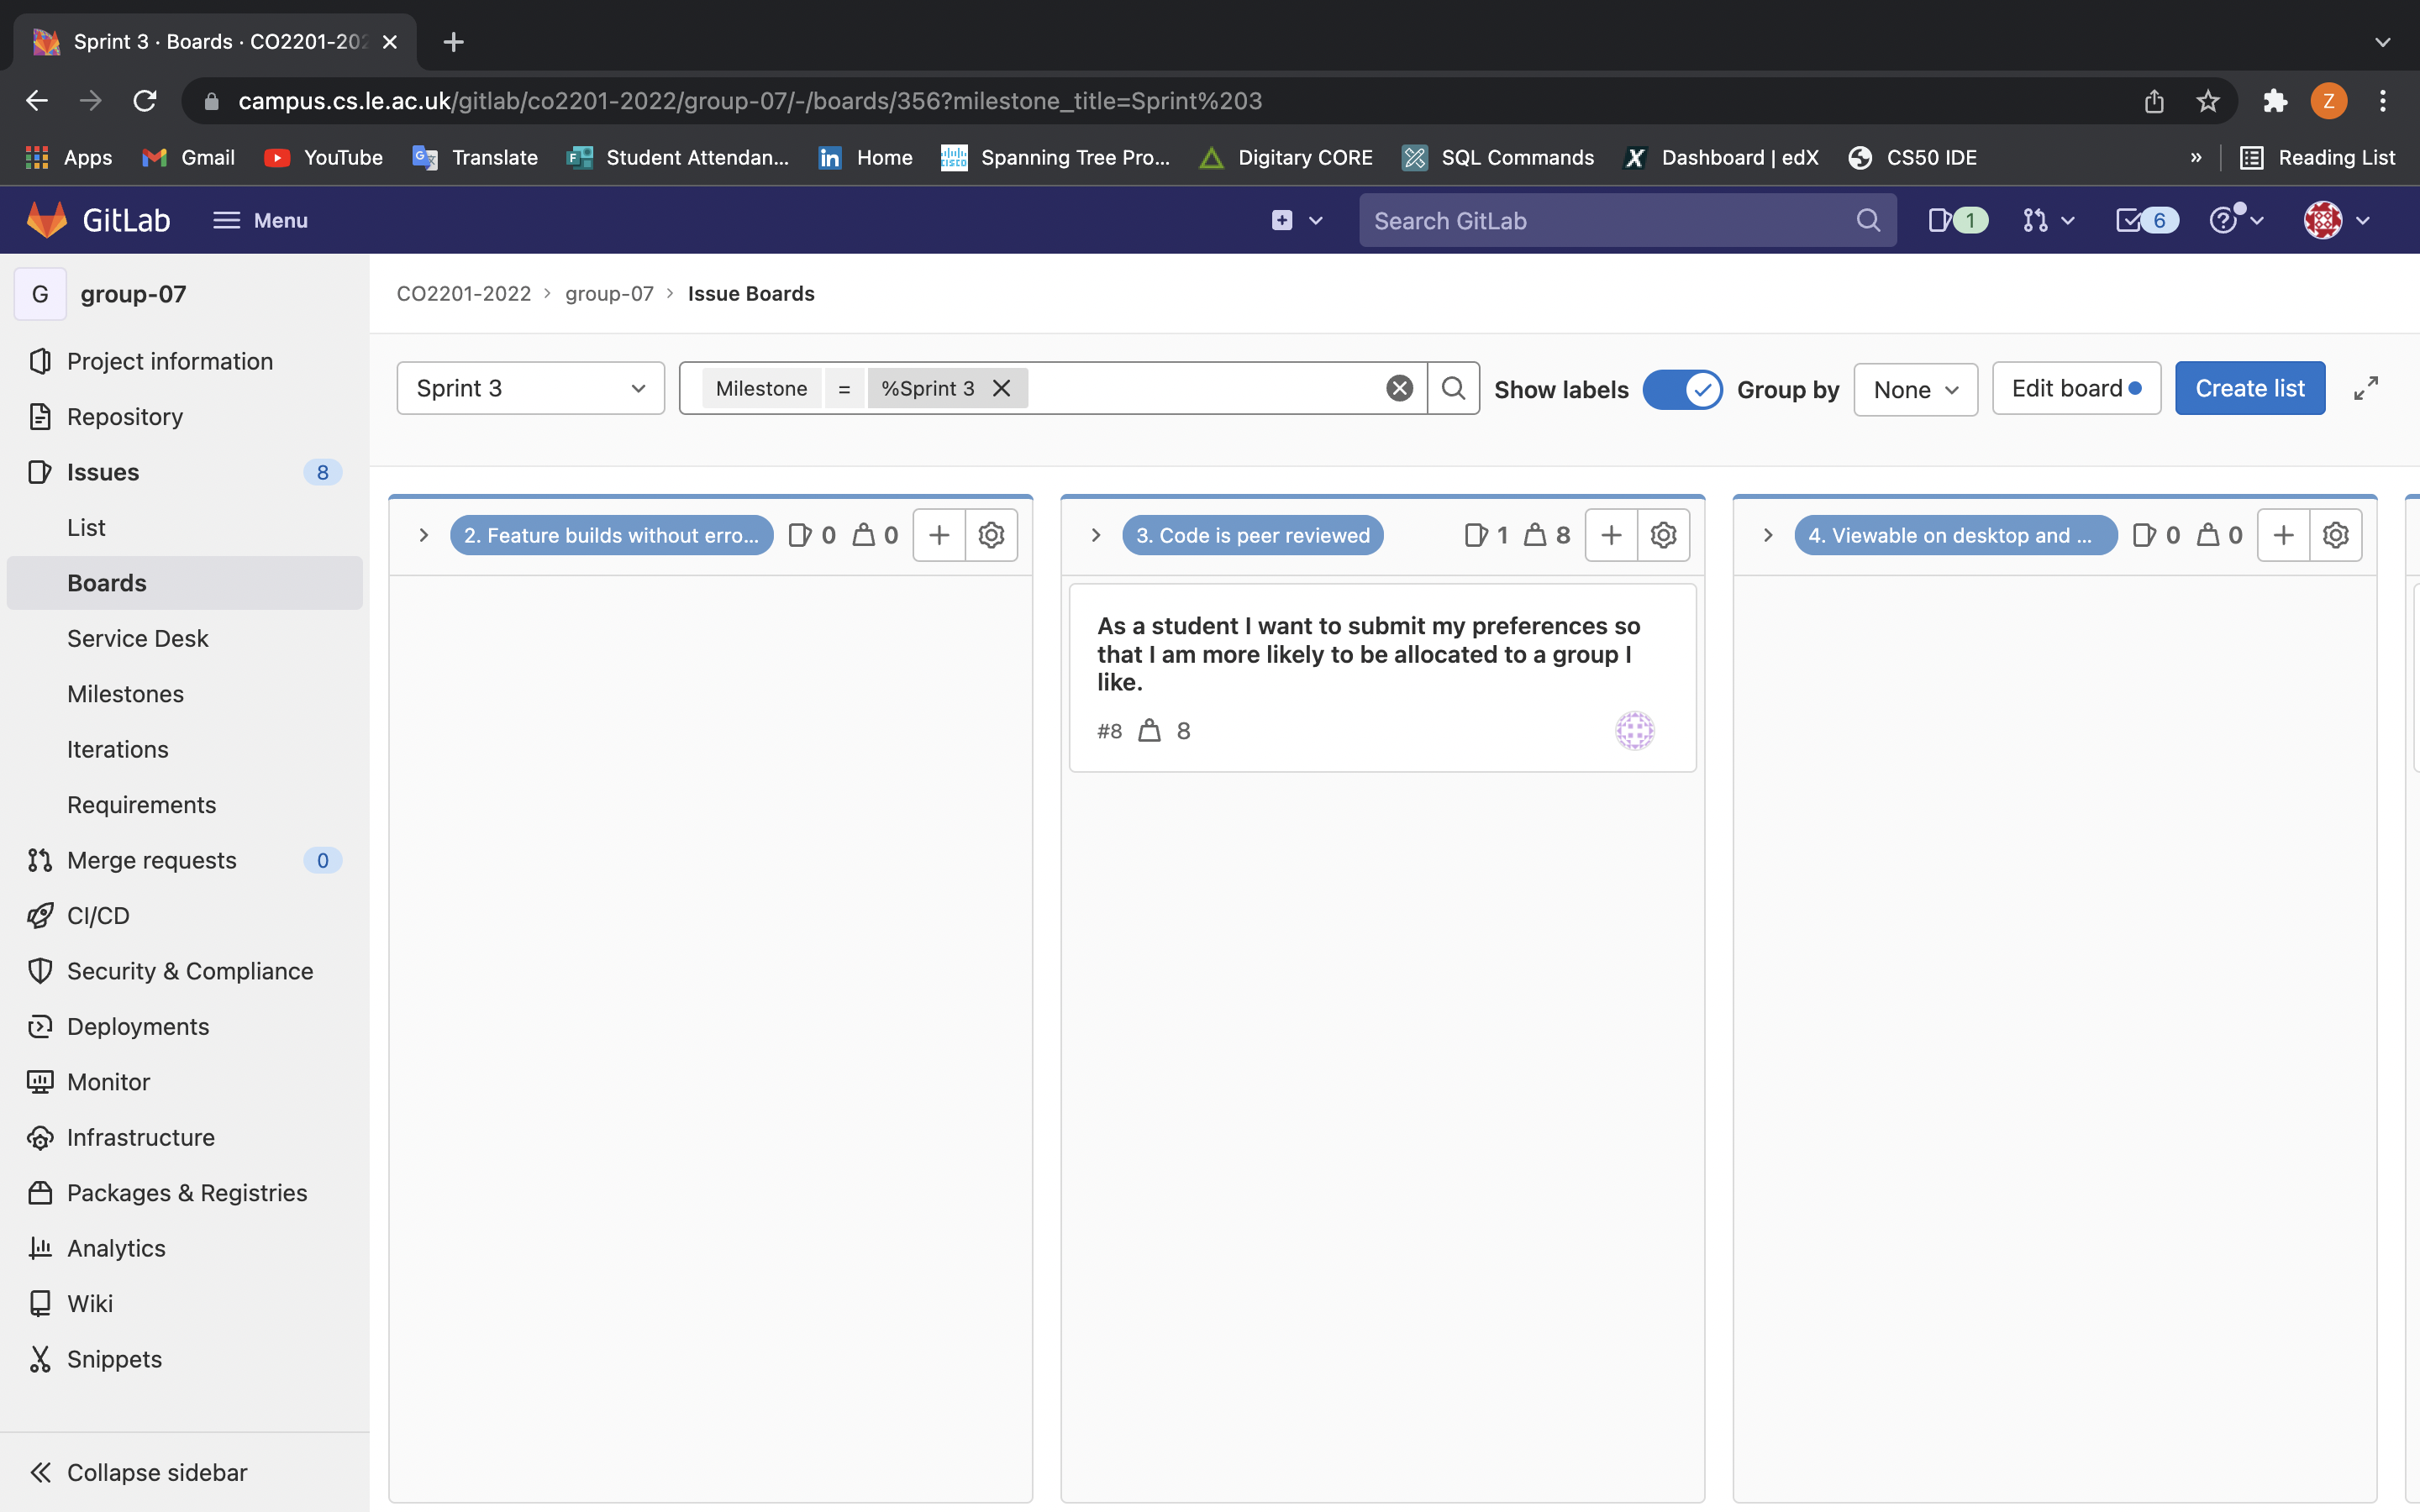 Sprint 3 · Boards · CO2201-202
campus.cs.le.ac.uk/gitlab/co2201-2022/group-07/-/boards/356?milestone_title=Sprint%203
Z
Apps Gmail YouTube Translate Student Attendan... Home Spanning Tree Pro... Digitary CORE SQL Commands Dashboard | edX CS50 IDE » Reading List
GitLab Menu Search GitLab 1 6
G group-07
CO2201-2022 > group-07 > Issue Boards
Project information
Repository
Issues 8
List
Boards
Service Desk
Milestones
Iterations
Requirements
Merge requests 0
CI/CD
Security & Compliance
Deployments
Monitor
Infrastructure
Packages & Registries
Analytics
Wiki
Snippets
Collapse sidebar
Sprint 3 Milestone = %Sprint 3 Show labels Group by None Edit board Create list
2. Feature builds without erro... 0 0
3. Code is peer reviewed 1 8
4. Viewable on desktop and ... 0 0
As a student I want to submit my preferences so
that I am more likely to be allocated to a group I
like.
#8 8